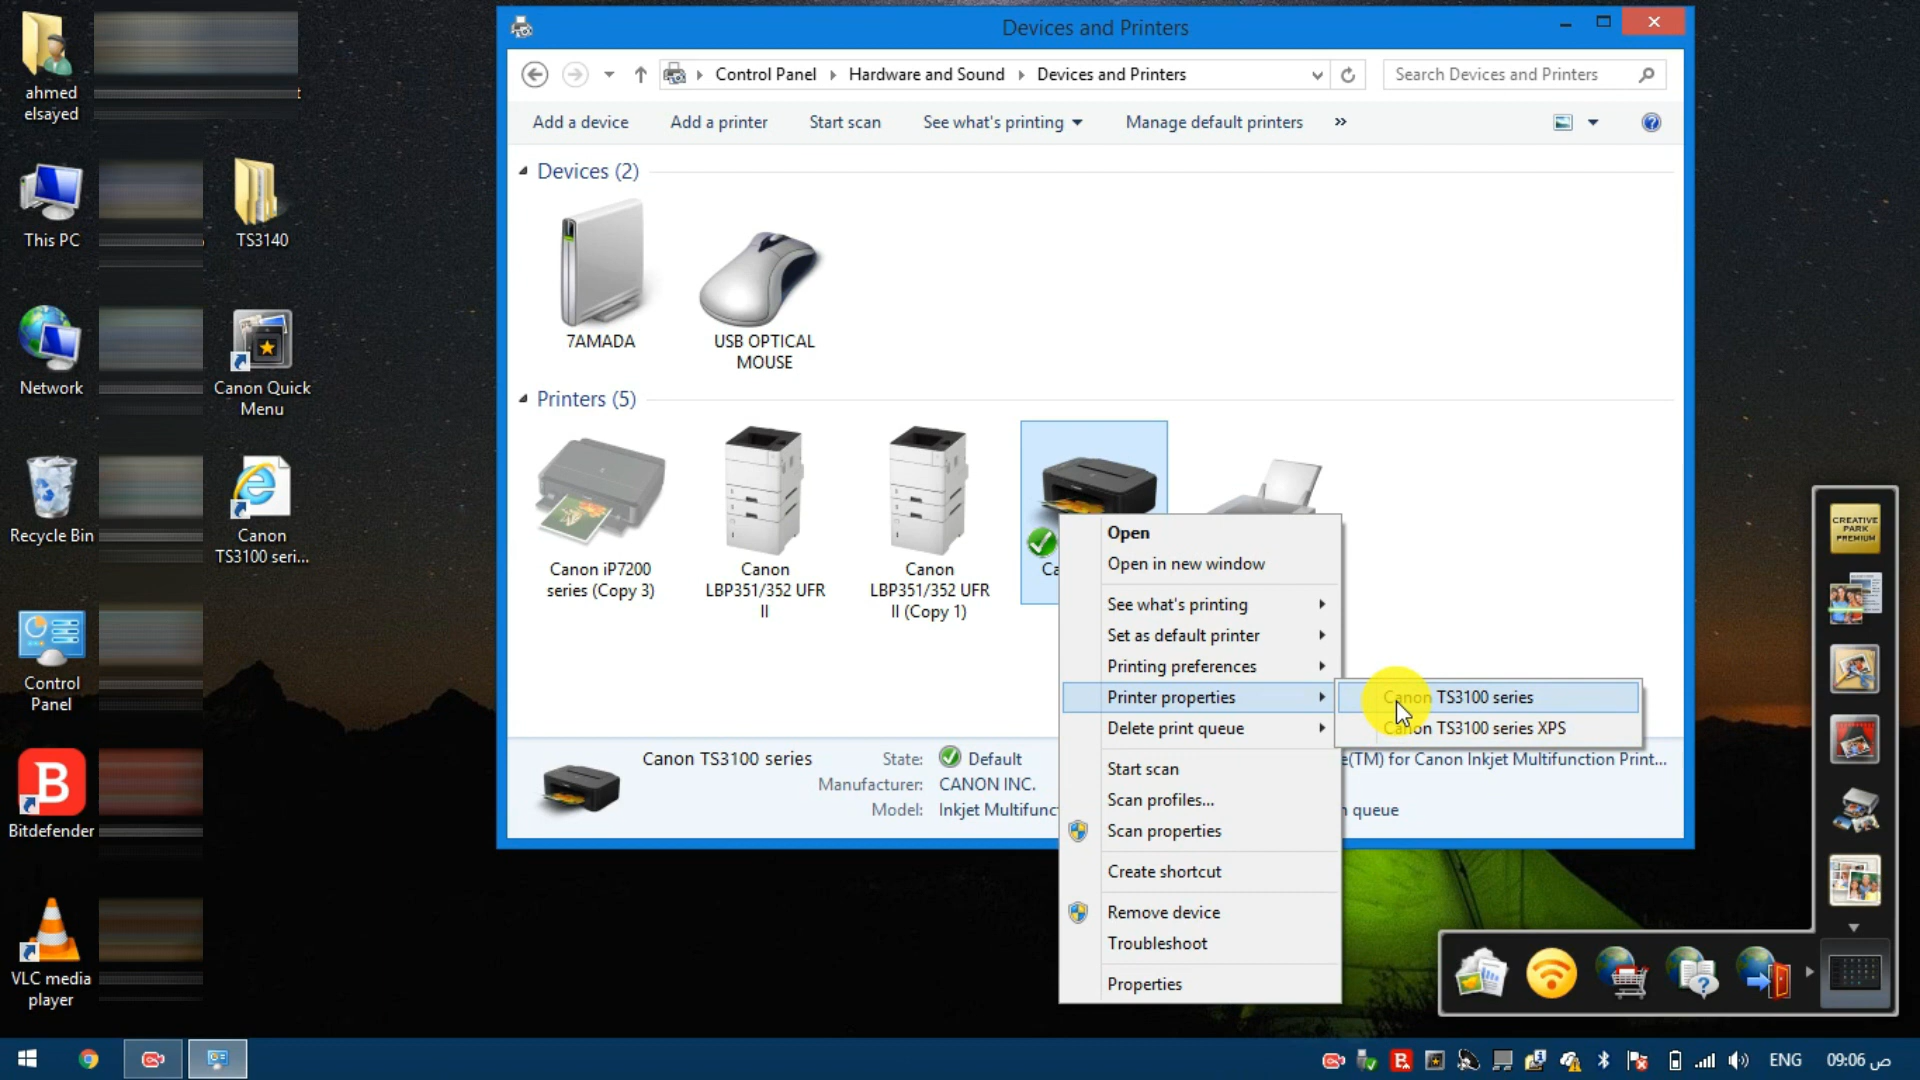 ahmed
elsayed
This PC
TS3140
Network
Canon Quick
Menu
Recycle Bin
Canon
TS3100 seri...
Control
Panel
Bitdefender
VLC media
player
Devices and Printers
Control Panel
Hardware and Sound
Devices and Printers
Search Devices and Printers
Add a device
Add a printer
Start scan
See what's printing
Manage default printers
»
Devices (2)
7AMADA
USB OPTICAL
MOUSE
Printers (5)
Canon iP7200
series (Copy 3)
Canon
LBP351/352 UFR
II
Canon
LBP351/352 UFR
II (Copy 1)
Ca
Open
Open in new window
See what's printing
Set as default printer
Printing preferences
Printer properties
Delete print queue
Start scan
Scan profiles...
Scan properties
Create shortcut
Remove device
Troubleshoot
Properties
Canon TS3100 series
Canon TS3100 series XPS
Canon TS3100 series
State: Default
Manufacturer: CANON INC.
Model: Inkjet Multifunc
e(TM) for Canon Inkjet Multifunction Print...
queue
CREATIVE
PARK
PREMIUM
ENG
09:06 ص